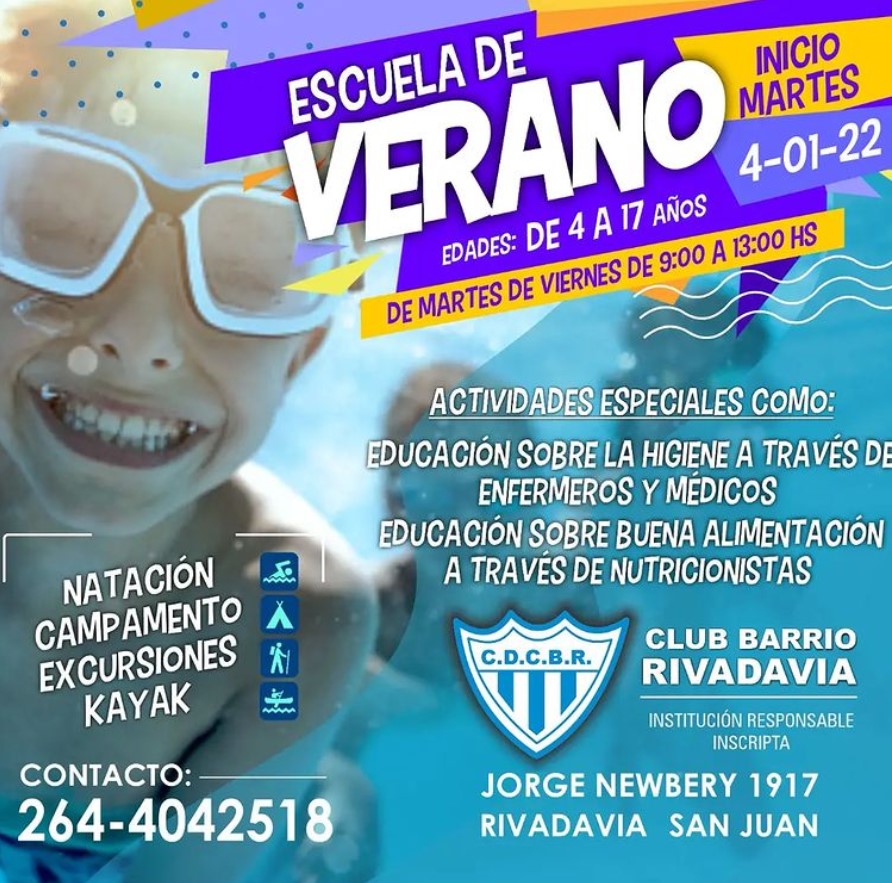 ESCUELA DE
VERANO
INICIO
MARTES
4-01-22
EDADES: DE 4 A 17 AÑOS
DE MARTES DE VIERNES DE 9:00 A 13:00 HS
ACTIVIDADES ESPECIALES COMO:
EDUCACIÓN SOBRE LA HIGIENE A TRAVÉS DE
ENFERMEROS Y MÉDICOS
EDUCACIÓN SOBRE BUENA ALIMENTACIÓN
A TRAVÉS DE NUTRICIONISTAS
NATACIÓN
CAMPAMENTO
EXCURSIONES
KAYAK
CONTACTO:
264-4042518
C.D.C.B.R.
CLUB BARRIO
RIVADAVIA
INSTITUCIÓN RESPONSABLE
INSCRIPTA
JORGE NEWBERY 1917
RIVADAVIA SAN JUAN